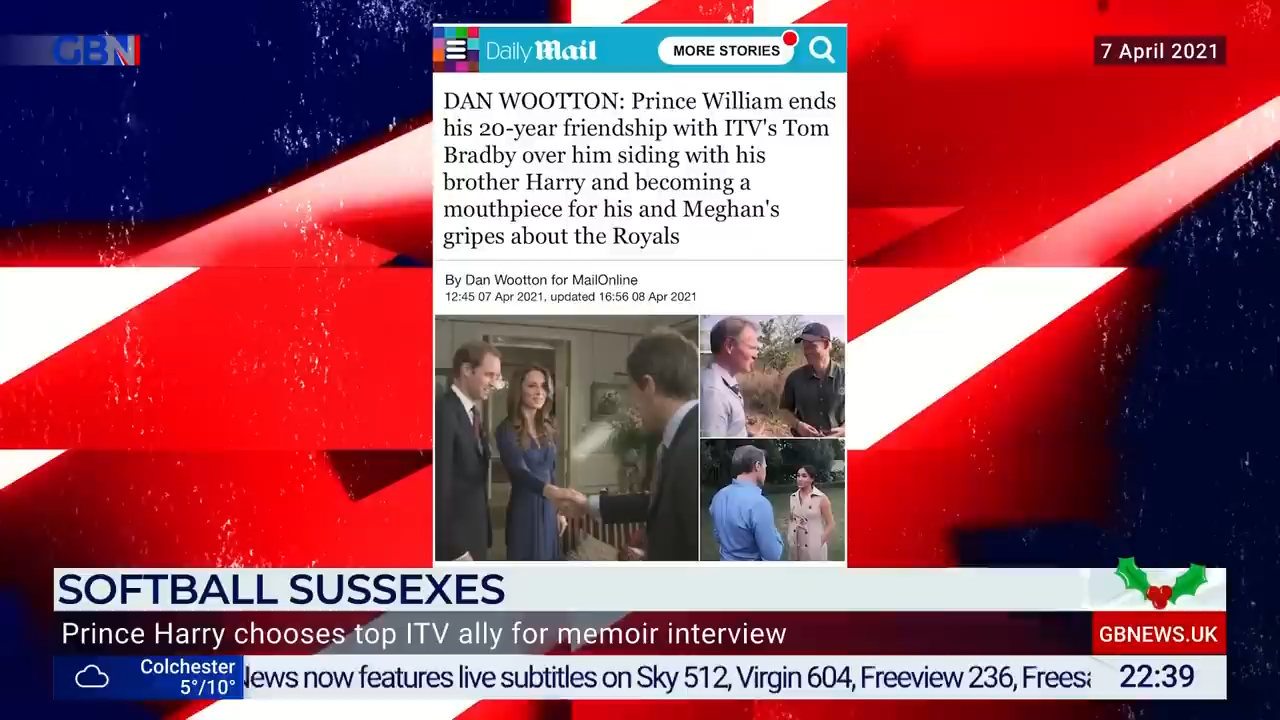 GBN
7 April 2021
Daily Mail
MORE STORIES
DAN WOOTTON: Prince William ends
his 20-year friendship with ITV's Tom
Bradby over him siding with his
brother Harry and becoming a
mouthpiece for his and Meghan's
gripes about the Royals
By Dan Wootton for MailOnline
12:45 07 Apr 2021, updated 16:56 08 Apr 2021
SOFTBALL SUSSEXES
Prince Harry chooses top ITV ally for memoir interview
GBNEWS.UK
Colchester
5°/10°
News now features live subtitles on Sky 512, Virgin 604, Freeview 236, Freesa
22:39